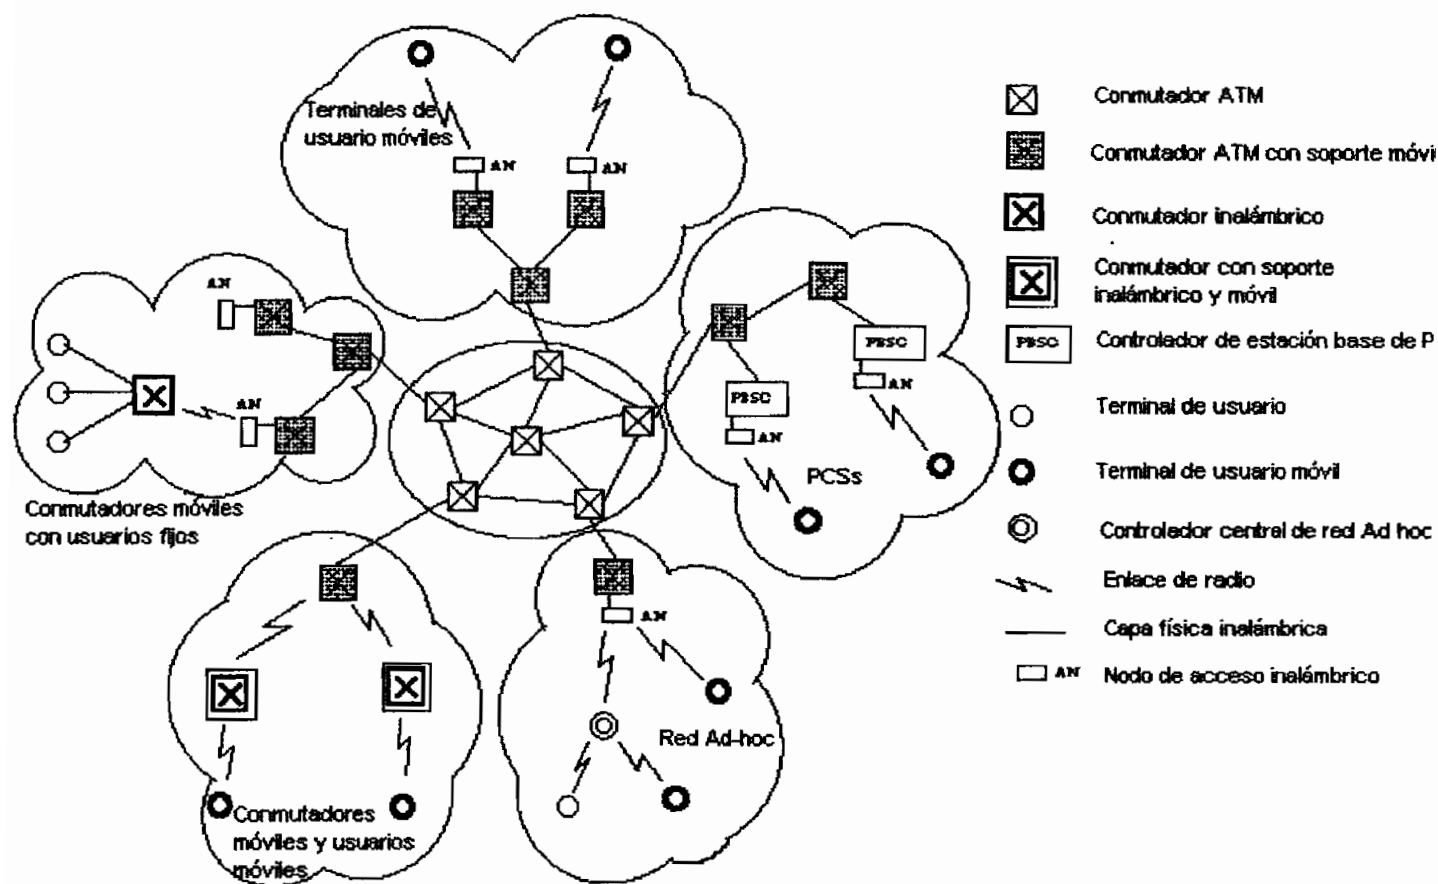 Terminales de
usuario móviles
AN
AN
AN
AN
Conmutadores móviles
con usuarios fijos
PBSC
AN
PBSC
AN
PCSs
AN
Red Ad-hoc
Conmutadores
móviles y usuarios
móviles
Conmutador ATM
Conmutador ATM con soporte móvi
Conmutador inalámbrico
Conmutador con soporte
inalámbrico y móvil
PBSC
Controlador de estación base de P
Terminal de usuario
Terminal de usuario móvil
Controlador central de red Ad hoc
Enlace de radio
Capa física inalámbrica
AN
Nodo de acceso inalámbrico